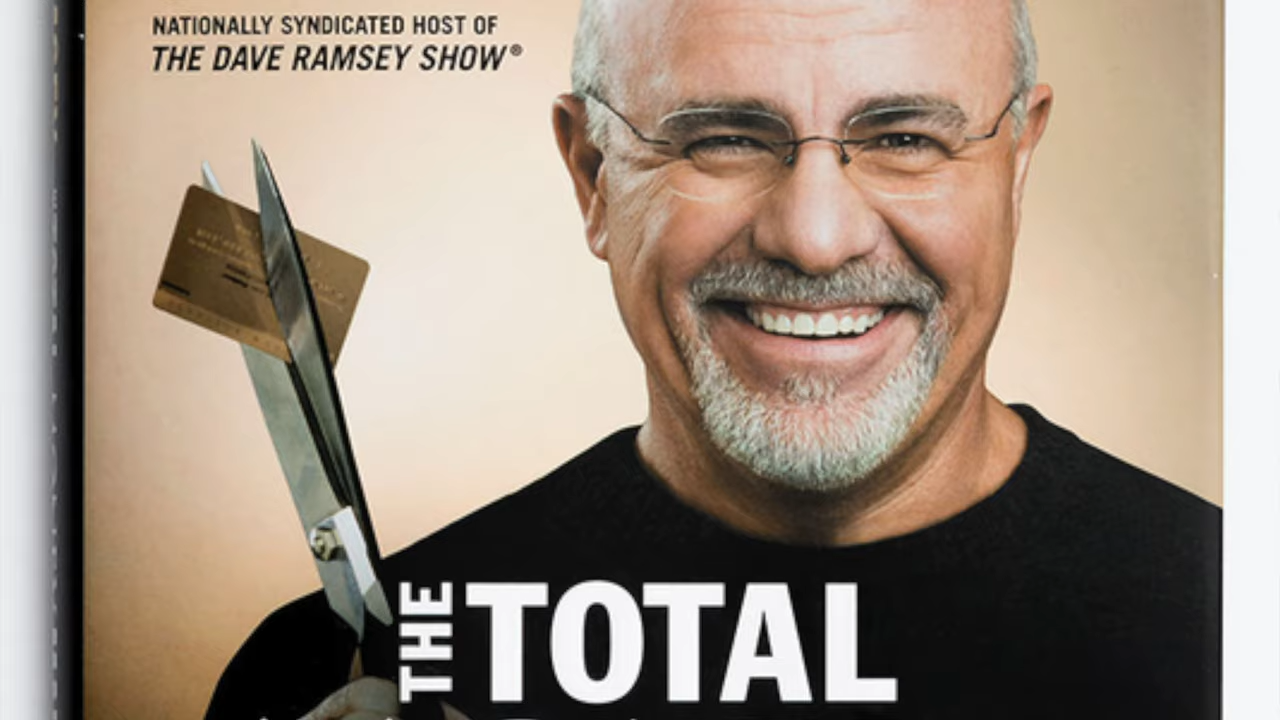 NATIONALLY SYNDICATED HOST OF
THE DAVE RAMSEY SHOW®
THE TOTAL